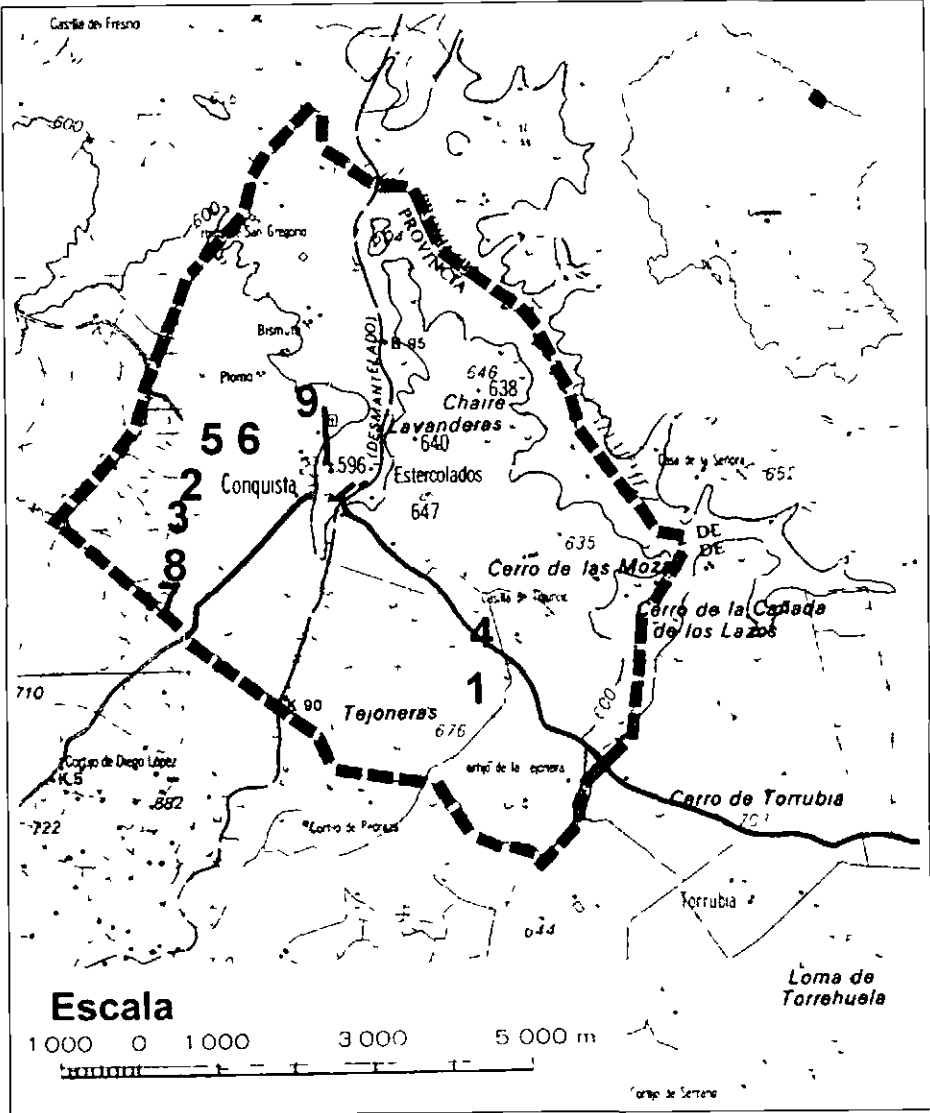 Casilla del Fresno
600
600
San Gregorio
604
PROVINCIA
Bismuto
(DESMANTELADO)
Plomo
646
638
Chaire
Lavanderas
9
5 6
640
596
2
Conquista
Estercolados
647
Casa de la Señora
652
3
635
DE
DE
8
Cerro de las Mozas
7
Cerro de la Cañada
de los Lazos
4
1
710
600
K 90
Tejoneras
676
Cortijo de Diego López
K.5
882
722
Cerro de Torrubia
Torrubia
644
Loma de
Torrehuela
Escala
1 000 0 1 000 3 000 5 000 m
Cortijo de Serrano